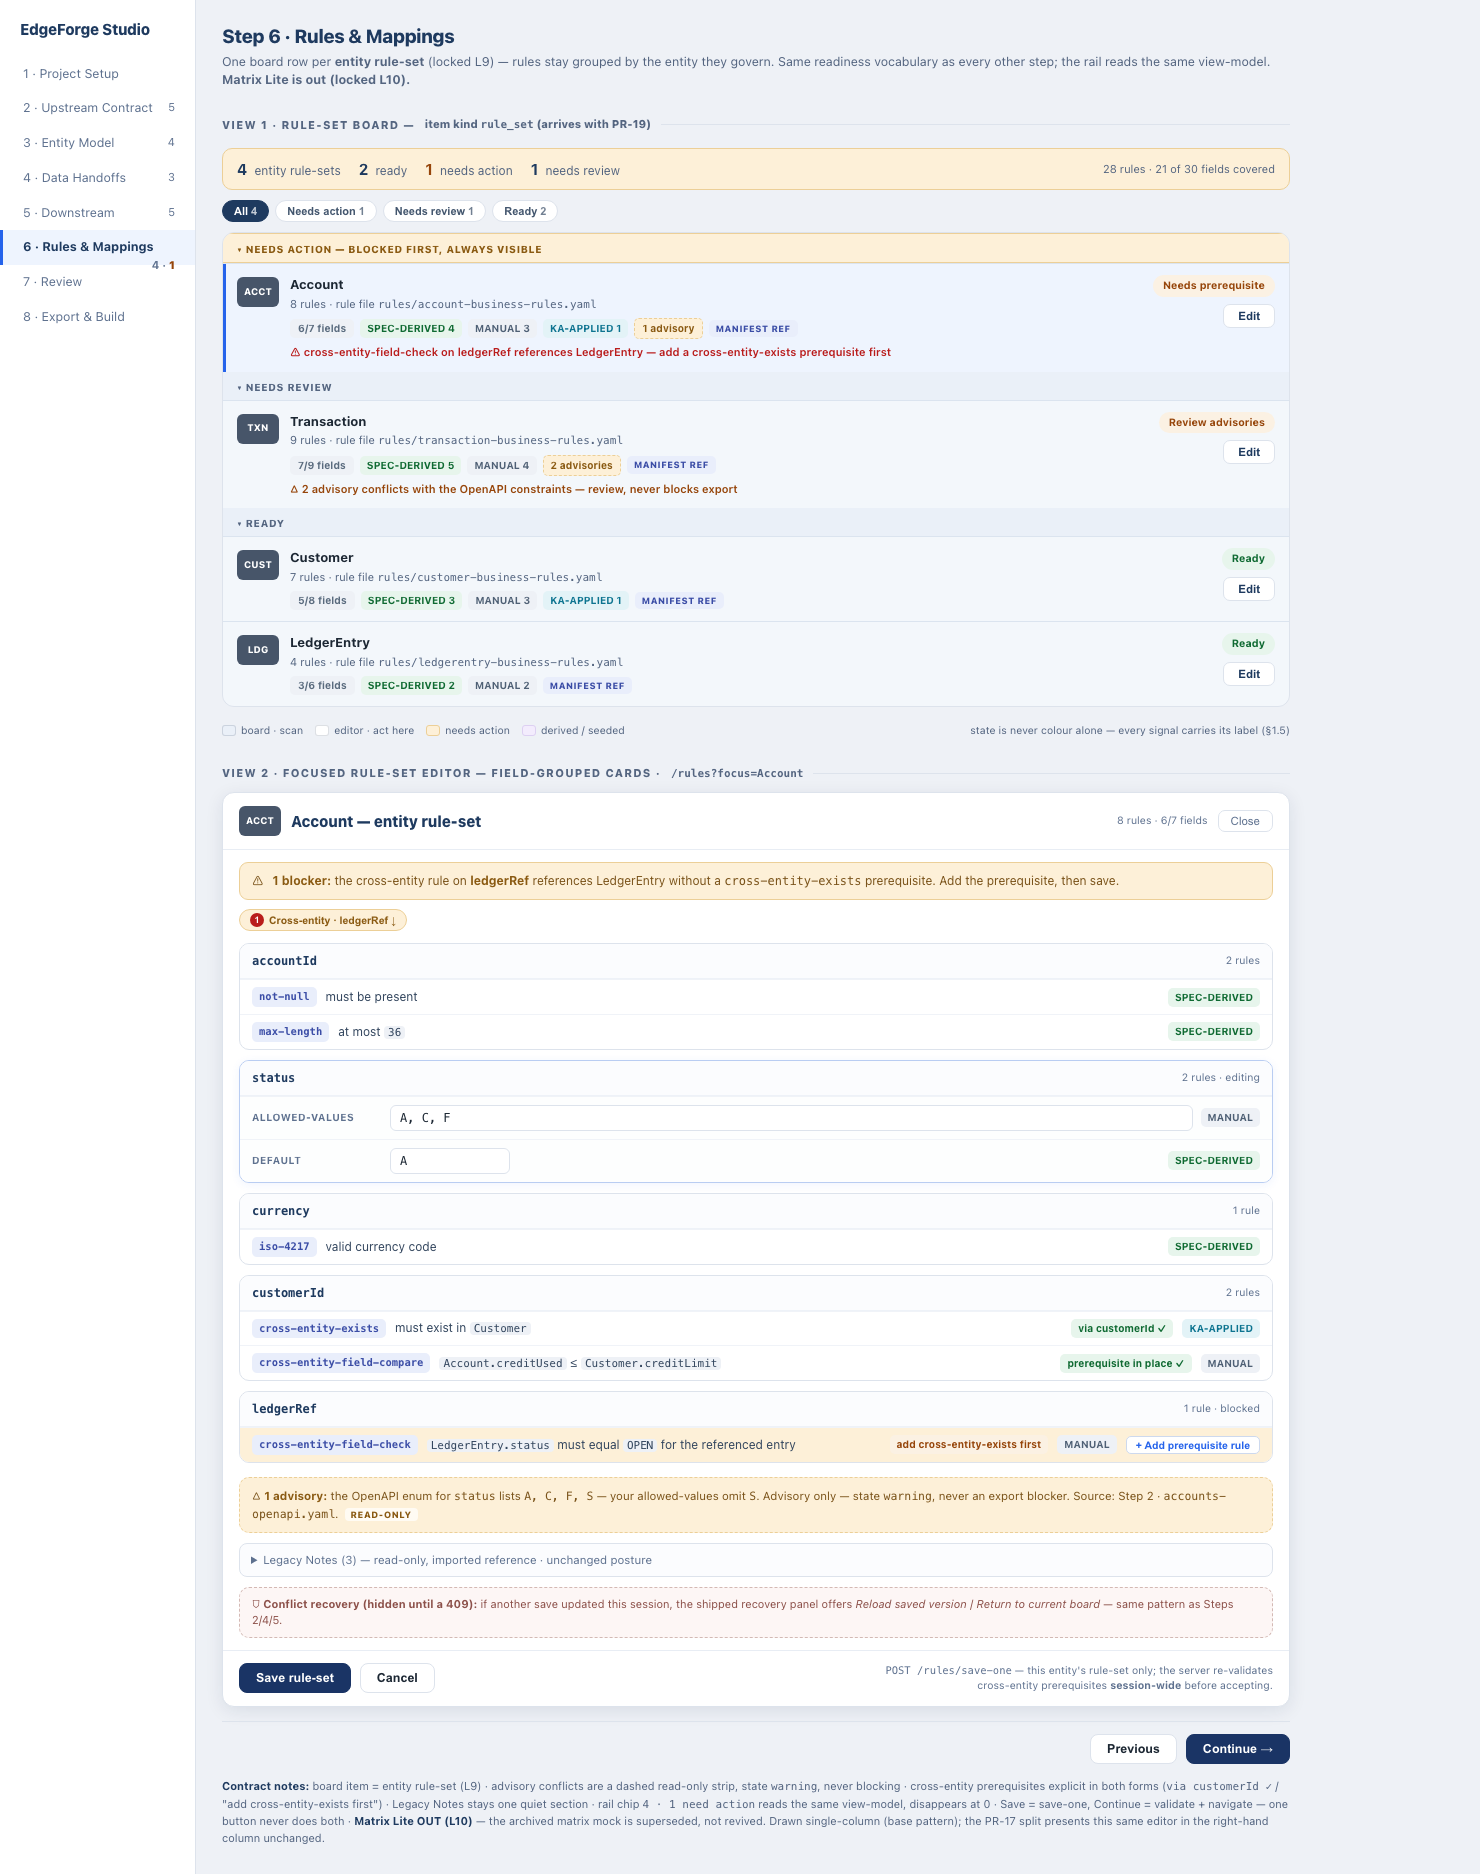 EdgeForge Studio
1 · Project Setup
2 · Upstream Contract 5
3 · Entity Model 4
4 · Data Handoffs 3
5 · Downstream 5
6 · Rules & Mappings
4 · 1
7 · Review
8 · Export & Build
Step 6 · Rules & Mappings
One board row per entity rule-set (locked L9) — rules stay grouped by the entity they govern. Same readiness vocabulary as every other step; the rail reads the same view-model.
Matrix Lite is out (locked L10).
VIEW 1 · RULE-SET BOARD — item kind rule_set (arrives with PR-19)
4 entity rule-sets 2 ready 1 needs action 1 needs review 28 rules · 21 of 30 fields covered
All 4 Needs action 1 Needs review 1 Ready 2
▾ NEEDS ACTION — BLOCKED FIRST, ALWAYS VISIBLE
ACCT Account Needs prerequisite
8 rules · rule file rules/account-business-rules.yaml
Edit
6/7 fields SPEC-DERIVED 4 MANUAL 3 KA-APPLIED 1 1 advisory MANIFEST REF
⚠ cross-entity-field-check on ledgerRef references LedgerEntry — add a cross-entity-exists prerequisite first
▾ NEEDS REVIEW
TXN Transaction Review advisories
9 rules · rule file rules/transaction-business-rules.yaml
Edit
7/9 fields SPEC-DERIVED 5 MANUAL 4 2 advisories MANIFEST REF
△ 2 advisory conflicts with the OpenAPI constraints — review, never blocks export
▾ READY
CUST Customer Ready
7 rules · rule file rules/customer-business-rules.yaml
Edit
5/8 fields SPEC-DERIVED 3 MANUAL 3 KA-APPLIED 1 MANIFEST REF
LDG LedgerEntry Ready
4 rules · rule file rules/ledgerentry-business-rules.yaml
Edit
3/6 fields SPEC-DERIVED 2 MANUAL 2 MANIFEST REF
board · scan editor · act here needs action derived / seeded state is never colour alone — every signal carries its label (§1.5)
VIEW 2 · FOCUSED RULE-SET EDITOR — FIELD-GROUPED CARDS · /rules?focus=Account
ACCT Account — entity rule-set 8 rules · 6/7 fields Close
⚠ 1 blocker: the cross-entity rule on ledgerRef references LedgerEntry without a cross-entity-exists prerequisite. Add the prerequisite, then save.
1 Cross-entity · ledgerRef ↓
accountId 2 rules
not-null must be present SPEC-DERIVED
max-length at most 36 SPEC-DERIVED
status 2 rules · editing
ALLOWED-VALUES A, C, F MANUAL
DEFAULT A SPEC-DERIVED
currency 1 rule
iso-4217 valid currency code SPEC-DERIVED
customerId 2 rules
cross-entity-exists must exist in Customer via customerId ✓ KA-APPLIED
cross-entity-field-compare Account.creditUsed ≤ Customer.creditLimit prerequisite in place ✓ MANUAL
ledgerRef 1 rule · blocked
cross-entity-field-check LedgerEntry.status must equal OPEN for the referenced entry add cross-entity-exists first MANUAL + Add prerequisite rule
△ 1 advisory: the OpenAPI enum for status lists A, C, F, S — your allowed-values omit S. Advisory only — state warning, never an export blocker. Source: Step 2 · accounts-
openapi.yaml. READ-ONLY
▶ Legacy Notes (3) — read-only, imported reference · unchanged posture
⛉ Conflict recovery (hidden until a 409): if another save updated this session, the shipped recovery panel offers Reload saved version / Return to current board — same pattern as Steps
2/4/5.
Save rule-set Cancel
POST /rules/save-one — this entity's rule-set only; the server re-validates
cross-entity prerequisites session-wide before accepting.
Previous Continue →
Contract notes: board item = entity rule-set (L9) · advisory conflicts are a dashed read-only strip, state warning, never blocking · cross-entity prerequisites explicit in both forms (via customerId ✓ /
"add cross-entity-exists first") · Legacy Notes stays one quiet section · rail chip 4 · 1 need action reads the same view-model, disappears at 0 · Save = save-one, Continue = validate + navigate — one
button never does both · Matrix Lite OUT (L10) — the archived matrix mock is superseded, not revived. Drawn single-column (base pattern); the PR-17 split presents this same editor in the right-hand
column unchanged.